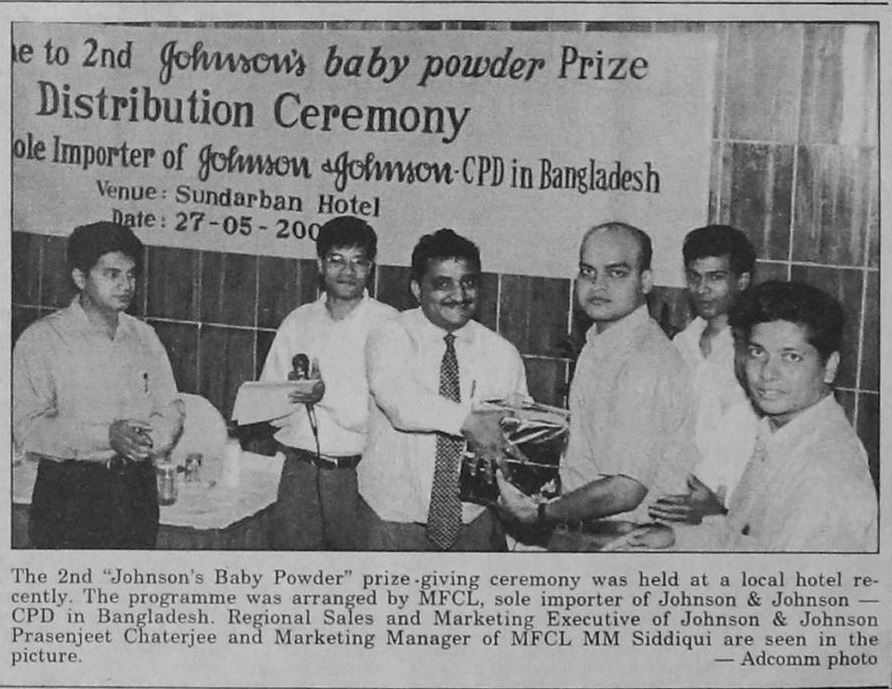 to 2nd Johnson's baby powder Prize
Distribution Ceremony
ole Importer of Johnson & Johnson-CPD in Bangladesh
Venue: Sundarban Hotel
Date: 27-05-200
The 2nd "Johnson's Baby Powder" prize-giving ceremony was held at a local hotel re-
cently. The programme was arranged by MFCL, sole importer of Johnson & Johnson —
CPD in Bangladesh. Regional Sales and Marketing Executive of Johnson & Johnson
Prasenjeet Chaterjee and Marketing Manager of MFCL MM Siddiqui are seen in the
picture. — Adcomm photo